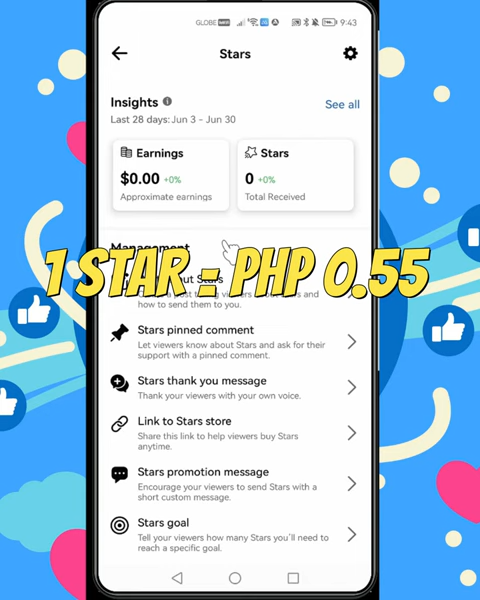 GLOBE
9:43
Stars
Insights
See all
Last 28 days: Jun 3 – Jun 30
Earnings
Stars
$0.00 +0%
0 +0%
Approximate earnings
Total Received
Management
1 STAR = PHP 0.55
out Stars
and
how to send them to you.
Stars pinned comment
Let viewers know about Stars and ask for their
support with a pinned comment.
Stars thank you message
Thank your viewers with your own voice.
Link to Stars store
Share this link to help viewers buy Stars
anytime.
Stars promotion message
Encourage your viewers to send Stars with a
short custom message.
Stars goal
Tell your viewers how many Stars you'll need to
reach a specific goal.